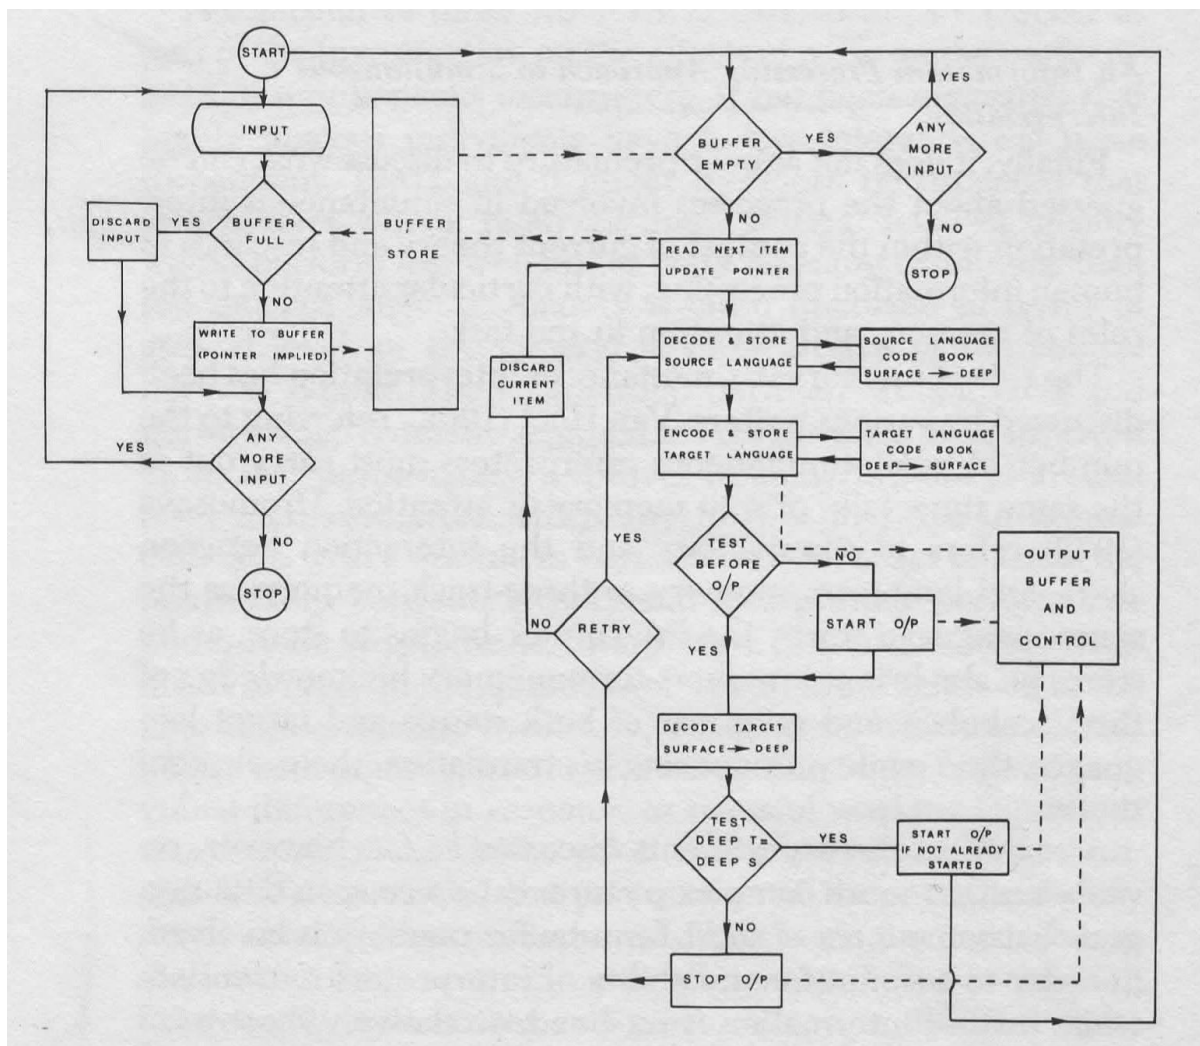 START
INPUT
BUFFER
FULL
YES
DISCARD
INPUT
NO
WRITE TO BUFFER
(POINTER IMPLIED)
ANY
MORE
INPUT
YES
NO
STOP
BUFFER
STORE
BUFFER
EMPTY
YES
ANY
MORE
INPUT
YES
NO
STOP
NO
READ NEXT ITEM
UPDATE POINTER
DISCARD
CURRENT
ITEM
DECODE & STORE
SOURCE LANGUAGE
SOURCE LANGUAGE
CODE BOOK
SURFACE → DEEP
ENCODE & STORE
TARGET LANGUAGE
TARGET LANGUAGE
CODE BOOK
DEEP → SURFACE
TEST
BEFORE
O/P
NO
YES
START O/P
OUTPUT
BUFFER
AND
CONTROL
YES
RETRY
NO
DECODE TARGET
SURFACE → DEEP
TEST
DEEP T=
DEEP S
YES
START O/P
IF NOT ALREADY
STARTED
NO
STOP O/P